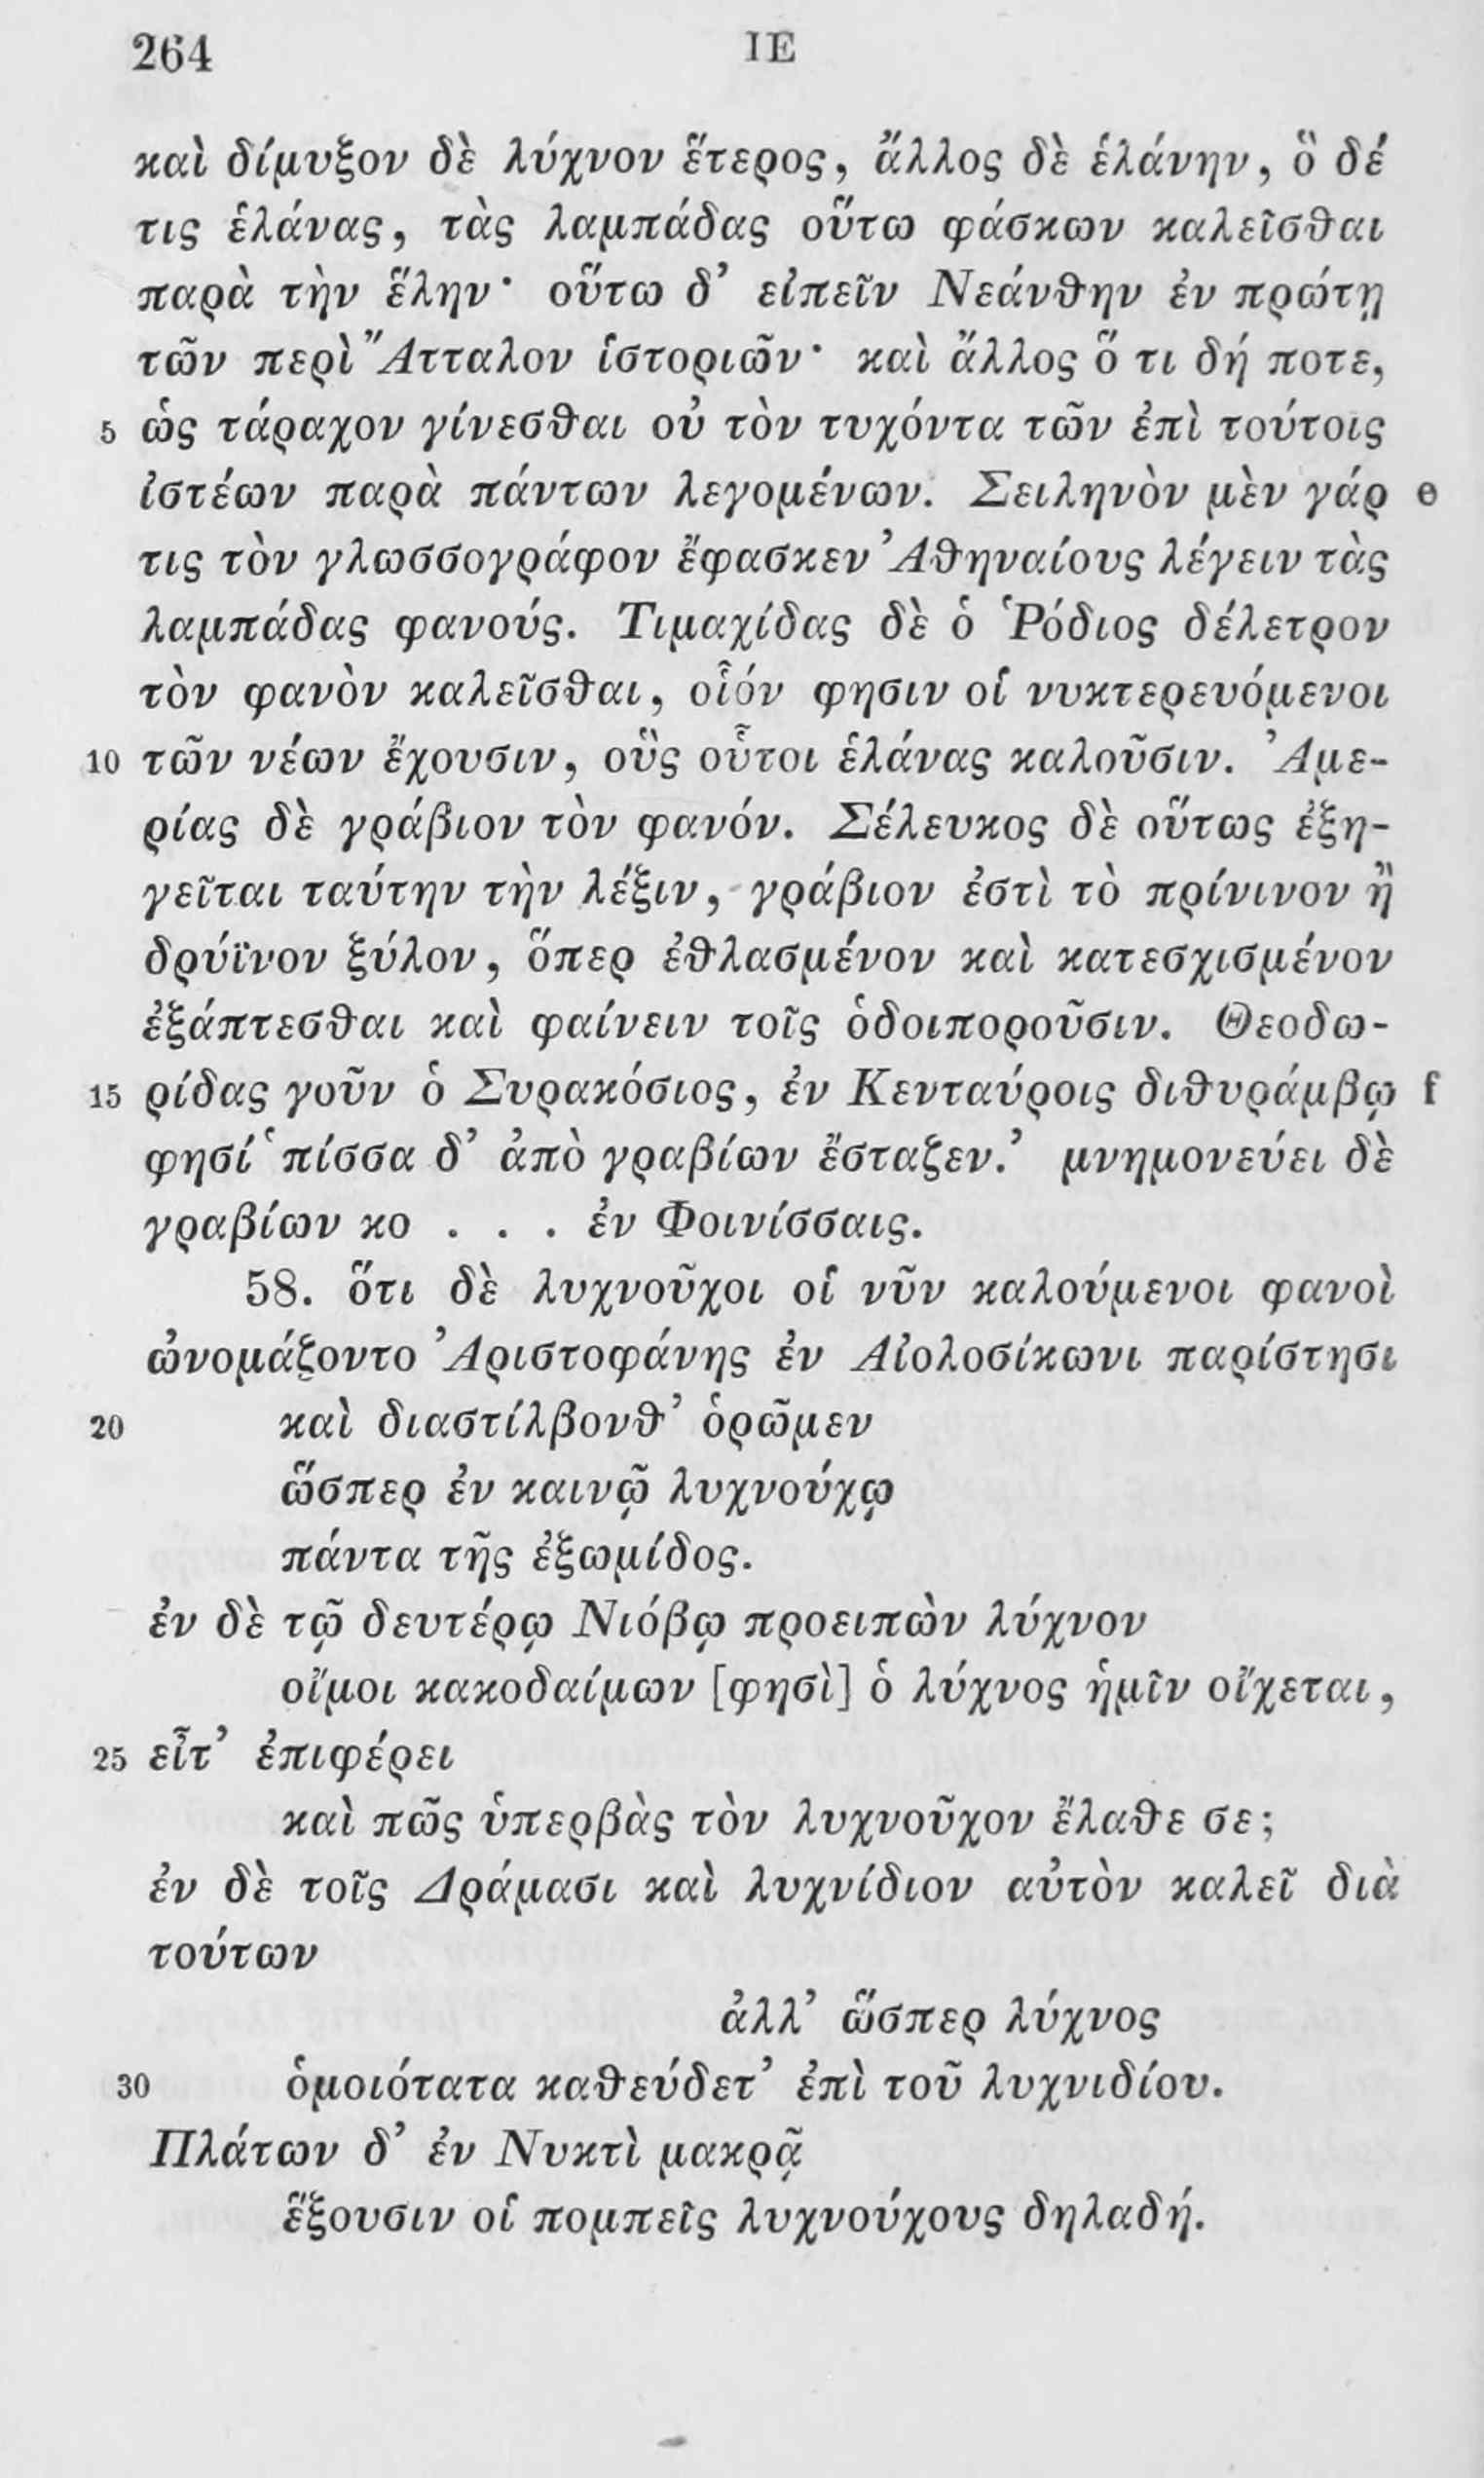 264 ΙΕ
καὶ δίμυξον δὲ λύχνον ἕτερος, ἄλλος δὲ ἑλάνην, ὃ δέ
τις ἑλάνας, τὰς λαμπάδας οὕτω φάσκων καλεῖσθαι
παρὰ τὴν ἕλην· οὕτω δ’ εἰπεῖν Νεάνθην ἐν πρώτῃ
τῶν περὶ Ἄτταλον ἱστοριῶν· καὶ ἄλλος ὅ τι δή ποτε,
5 ὡς τάραχον γίνεσθαι οὐ τὸν τυχόντα τῶν ἐπὶ τούτοις
ἰστέων παρὰ πάντων λεγομένων. Σειληνὸν μὲν γάρ e
τις τὸν γλωσσογράφον ἔφασκεν Ἀθηναίους λέγειν τὰς
λαμπάδας φανούς. Τιμαχίδας δὲ ὁ Ῥόδιος δέλετρον
τὸν φανὸν καλεῖσθαι, οἷόν φησιν οἱ νυκτερευόμενοι
10 τῶν νέων ἔχουσιν, οὓς οὗτοι ἑλάνας καλοῦσιν. Ἀμε-
ρίας δὲ γράβιον τὸν φανόν. Σέλευκος δὲ οὕτως ἐξη-
γεῖται ταύτην τὴν λέξιν, γράβιον ἐστὶ τὸ πρίνινον ἢ
δρύϊνον ξύλον, ὅπερ ἐθλασμένον καὶ κατεσχισμένον
ἐξάπτεσθαι καὶ φαίνειν τοῖς ὁδοιποροῦσιν. Θεοδω-
15 ρίδας γοῦν ὁ Συρακόσιος, ἐν Κενταύροις διθυράμβῳ f
φησί ‘πίσσα δ’ ἀπὸ γραβίων ἔσταζεν.’ μνημονεύει δὲ
γραβίων κο . . . ἐν Φοινίσσαις.
58. ὅτι δὲ λυχνοῦχοι οἱ νῦν καλούμενοι φανοὶ
ὠνομάζοντο Ἀριστοφάνης ἐν Αἰολοσίκωνι παρίστησι
20 καὶ διαστίλβονθ’ ὁρῶμεν
ὥσπερ ἐν καινῷ λυχνούχῳ
πάντα τῆς ἐξωμίδος.
ἐν δὲ τῷ δευτέρῳ Νιόβῳ προειπὼν λύχνον
οἴμοι κακοδαίμων [φησὶ] ὁ λύχνος ἡμῖν οἴχεται,
25 εἶτ’ ἐπιφέρει
καὶ πῶς ὑπερβὰς τὸν λυχνοῦχον ἔλαθε σε;
ἐν δὲ τοῖς Δράμασι καὶ λυχνίδιον αὐτὸν καλεῖ διὰ
τούτων
ἀλλ’ ὥσπερ λύχνος
30 ὁμοιότατα καθεύδετ’ ἐπὶ τοῦ λυχνιδίου.
Πλάτων δ’ ἐν Νυκτὶ μακρᾷ
ἕξουσιν οἱ πομπεῖς λυχνούχους δηλαδή.